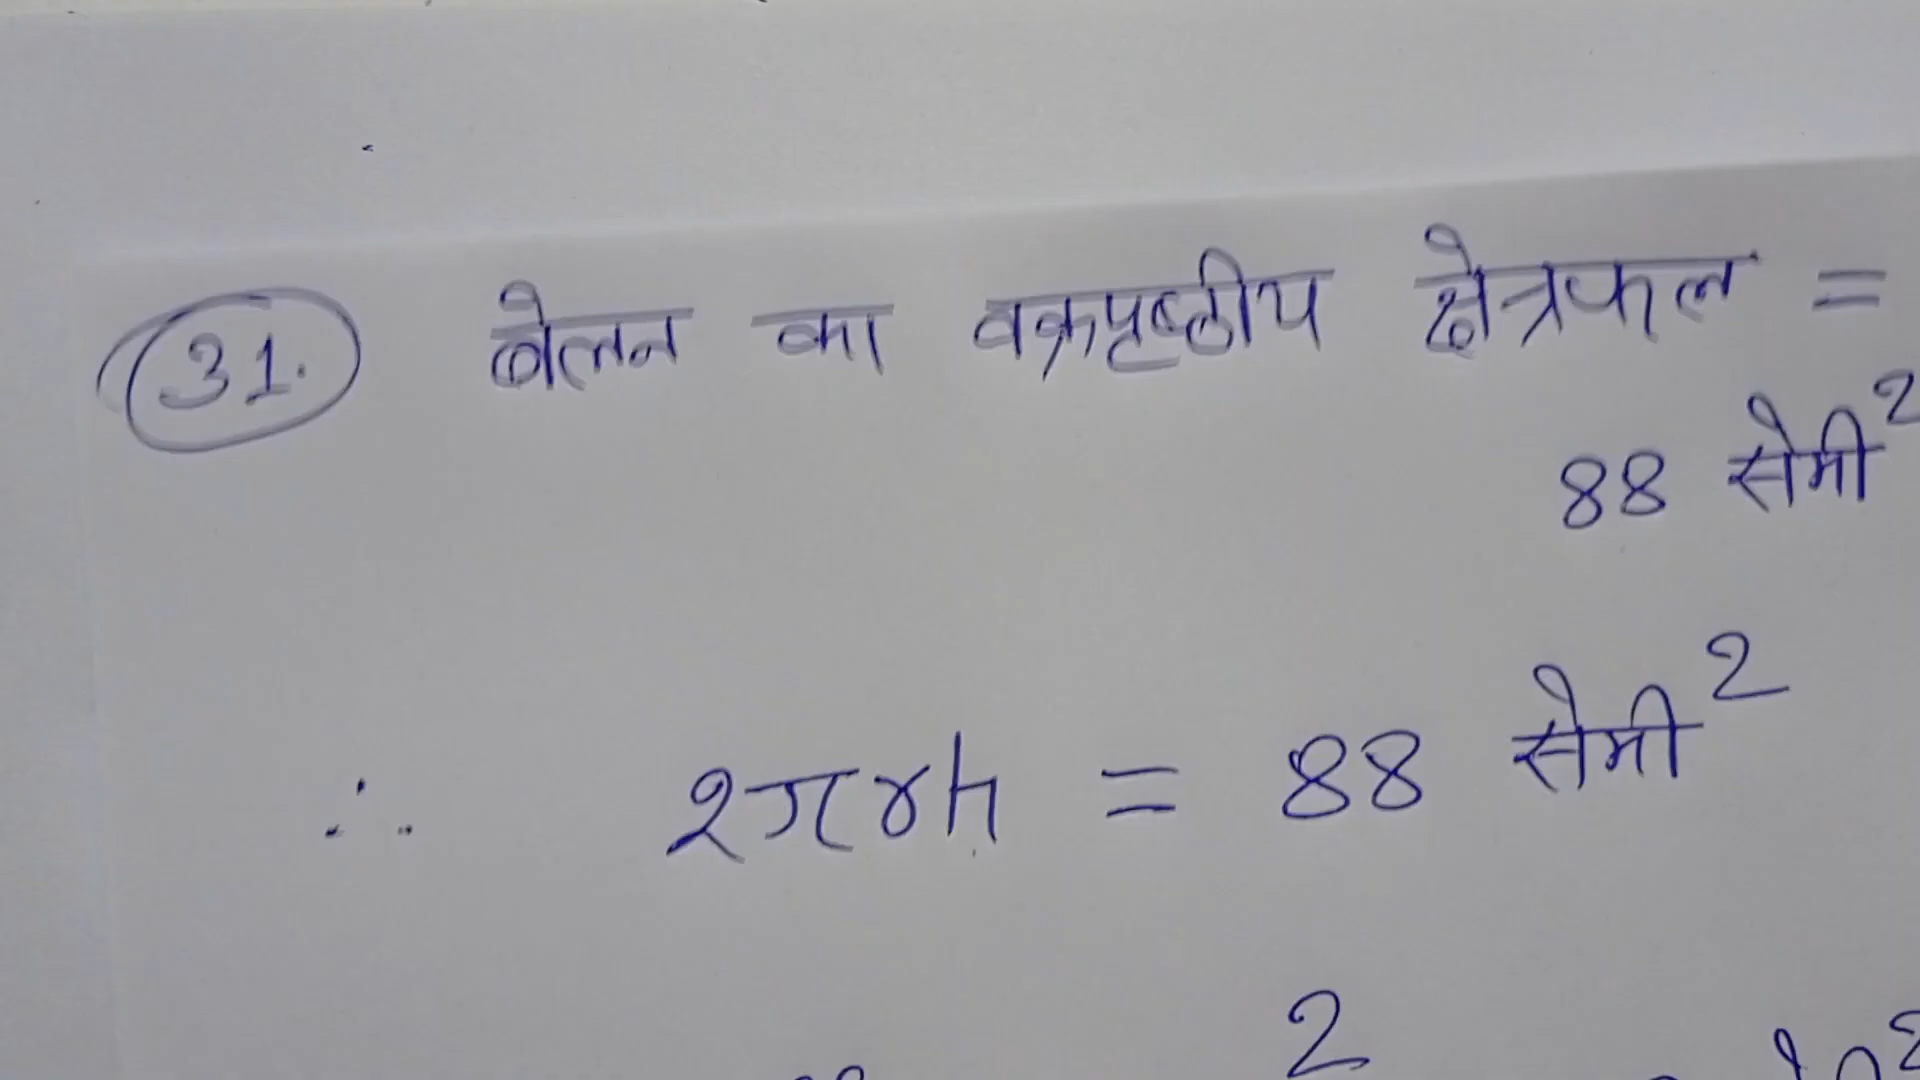 31. बेलन का वक्रपृष्ठीय क्षेत्रफल =
88 सेमी²
∴ 2πrh = 88 सेमी²
2